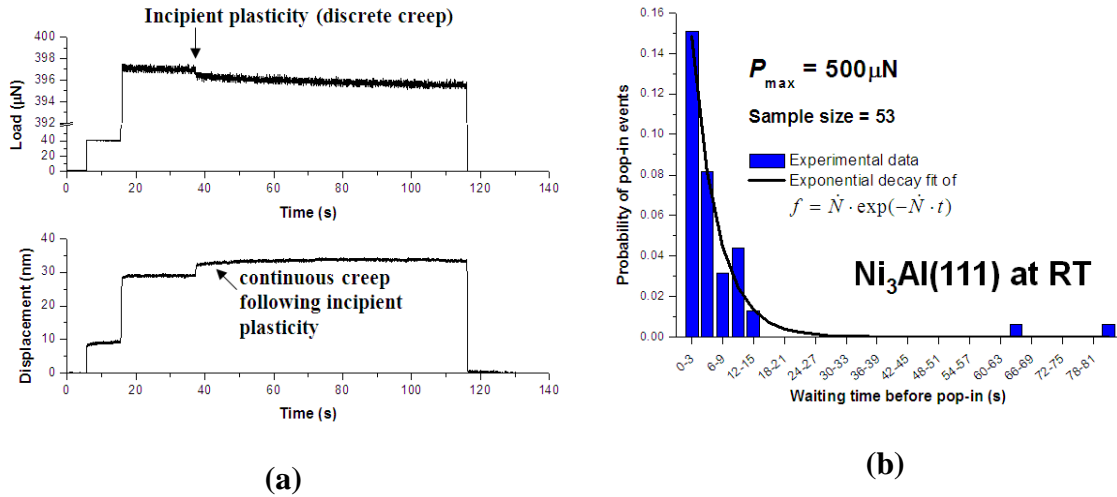 Incipient plasticity (discrete creep)
400
398
396
394
392
40
20
0
Load (µN)
0 20 40 60 80 100 120 140
Time (s)
40
30
20
10
0
Displacement (nm)
continuous creep
following incipient
plasticity
0 20 40 60 80 100 120 140
Time (s)
(a)
0.16
0.14
0.12
0.10
0.08
0.06
0.04
0.02
0.00
Probability of pop-in events
P max = 500µN
Sample size = 53
Experimental data
Exponential decay fit of
f = Ṅ · exp(−Ṅ · t)
Ni₃Al(111) at RT
0-3 6-9 12-15 18-21 24-27 30-33 36-39 42-45 48-51 54-57 60-63 66-69 72-75 78-81
Waiting time before pop-in (s)
(b)